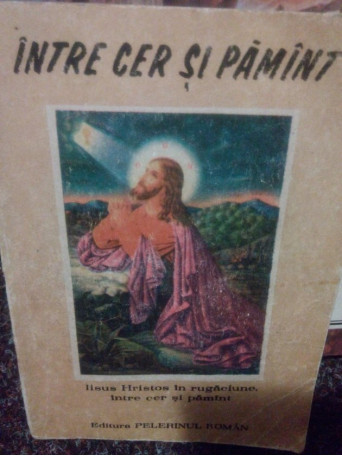 ÎNTRE CER ȘI PĂMÎNT
Iisus Hristos în rugăciune,
între cer și pămînt
Editura PELERINUL ROMÂN